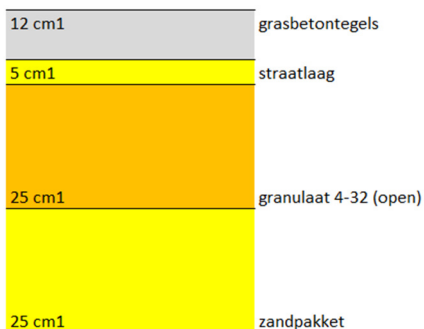 12 cm1 grasbetontegels
5 cm1 straatlaag
25 cm1 granulaat 4-32 (open)
25 cm1 zandpakket